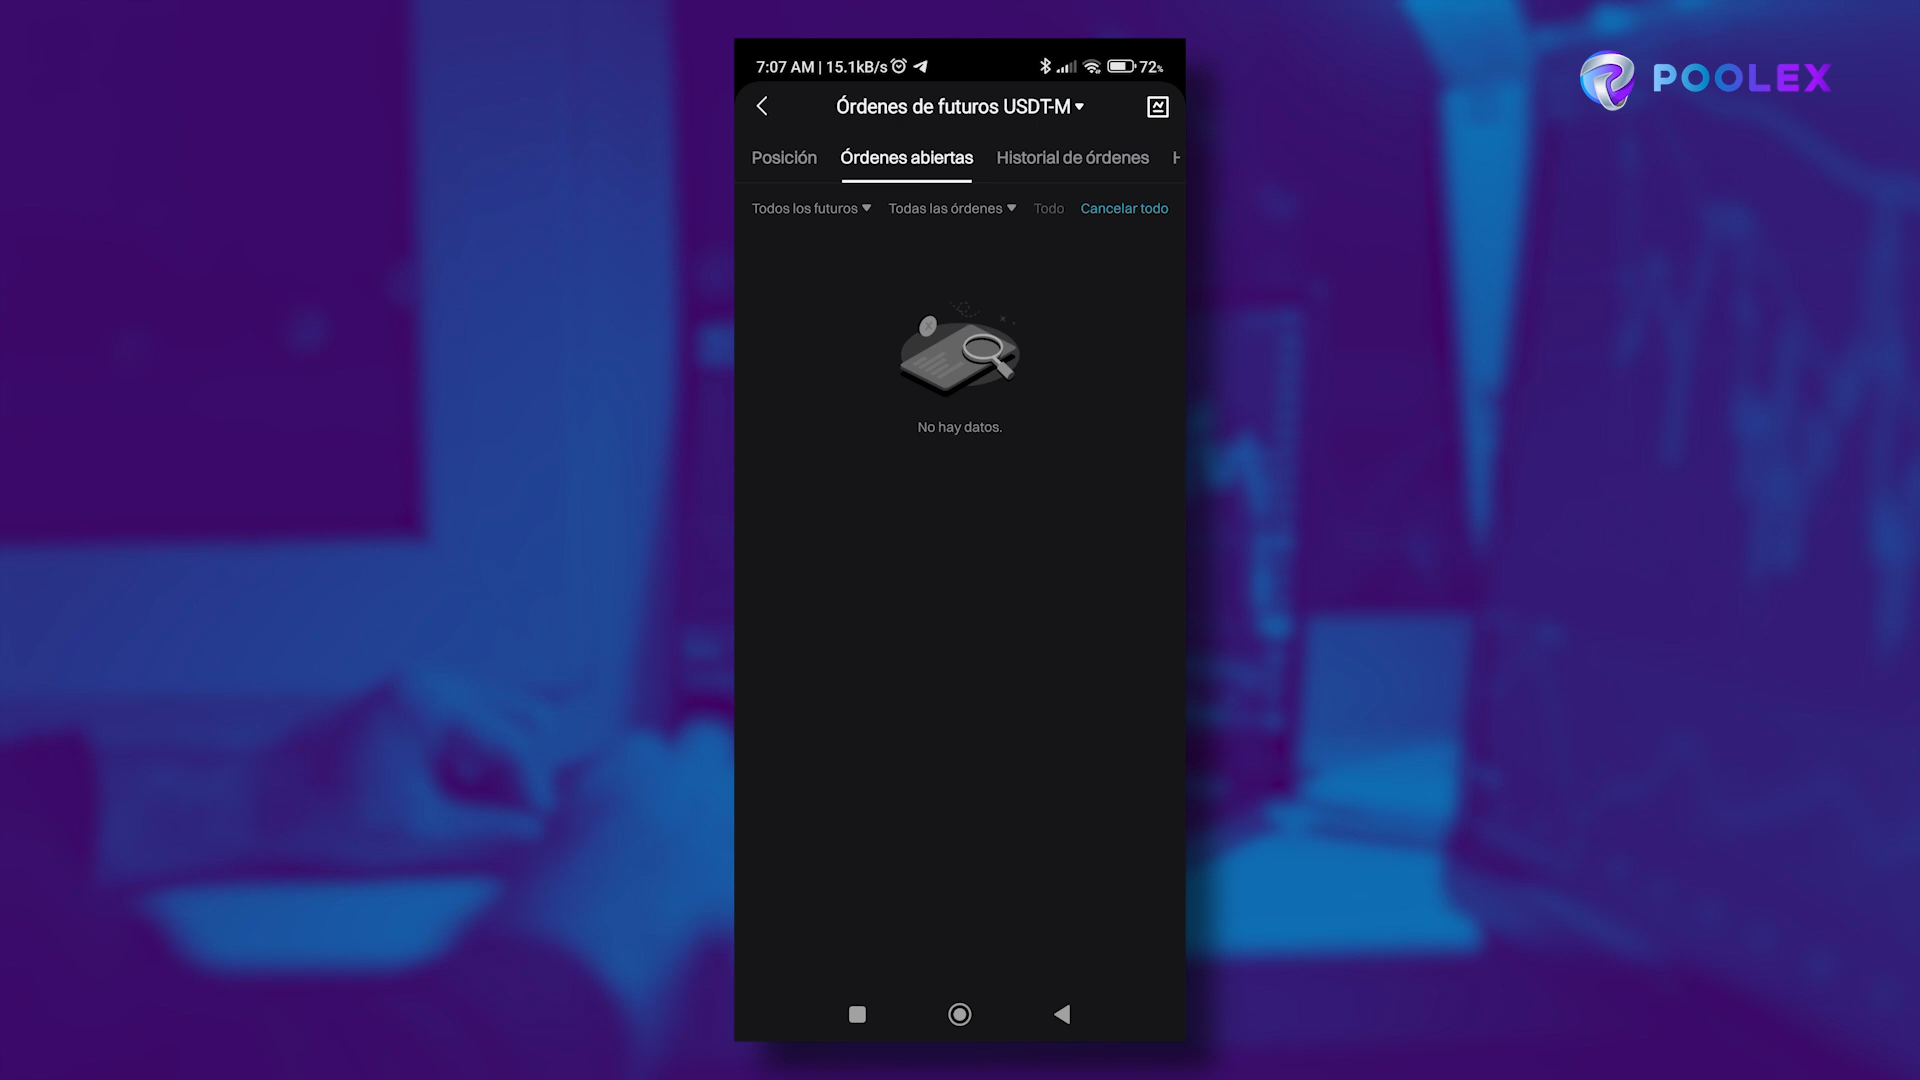 7:07 AM | 15.1kB/s 72%
POOLEX
Órdenes de futuros USDT-M
Posición Órdenes abiertas Historial de órdenes H
Todos los futuros Todas las órdenes Todo Cancelar todo
No hay datos.